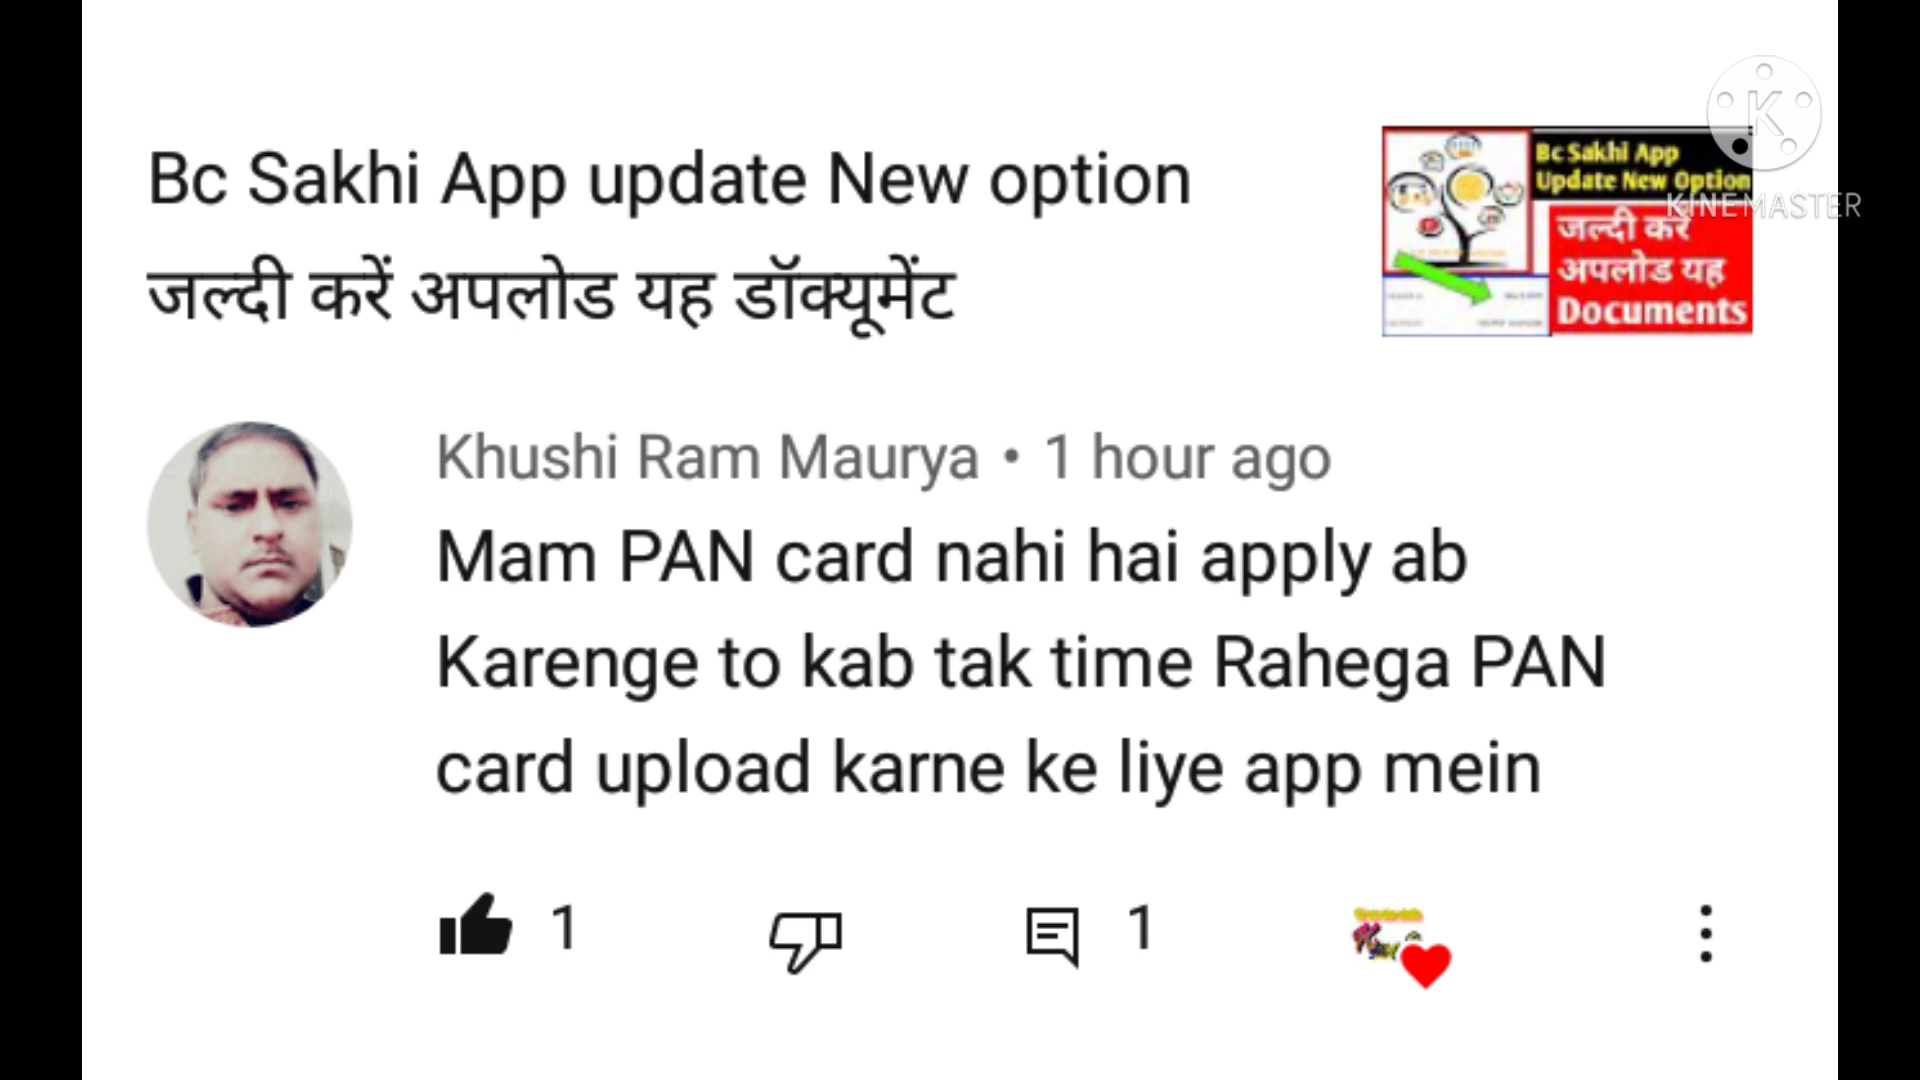 Bc Sakhi App update New option
जल्दी करें अपलोड यह डॉक्यूमेंट
Bc Sakhi App
Update New Option
जल्दी करें
अपलोड यह
Documents
K
KINEMASTER
Khushi Ram Maurya • 1 hour ago
Mam PAN card nahi hai apply ab
Karenge to kab tak time Rahega PAN
card upload karne ke liye app mein
1 1